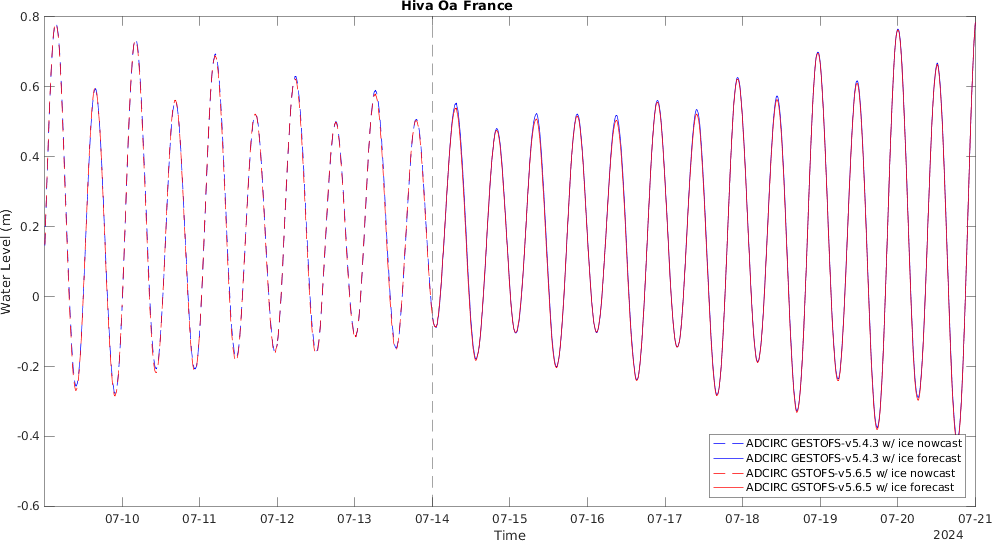 Hiva Oa France
0.8
0.6
0.4
0.2
0
-0.2
-0.4
-0.6
Water Level (m)
ADCIRC GESTOFS-v5.4.3 w/ ice nowcast
ADCIRC GESTOFS-v5.4.3 w/ ice forecast
ADCIRC GSTOFS-v5.6.5 w/ ice nowcast
ADCIRC GSTOFS-v5.6.5 w/ ice forecast
07-10 07-11 07-12 07-13 07-14 07-15 07-16 07-17 07-18 07-19 07-20 07-21
Time
2024